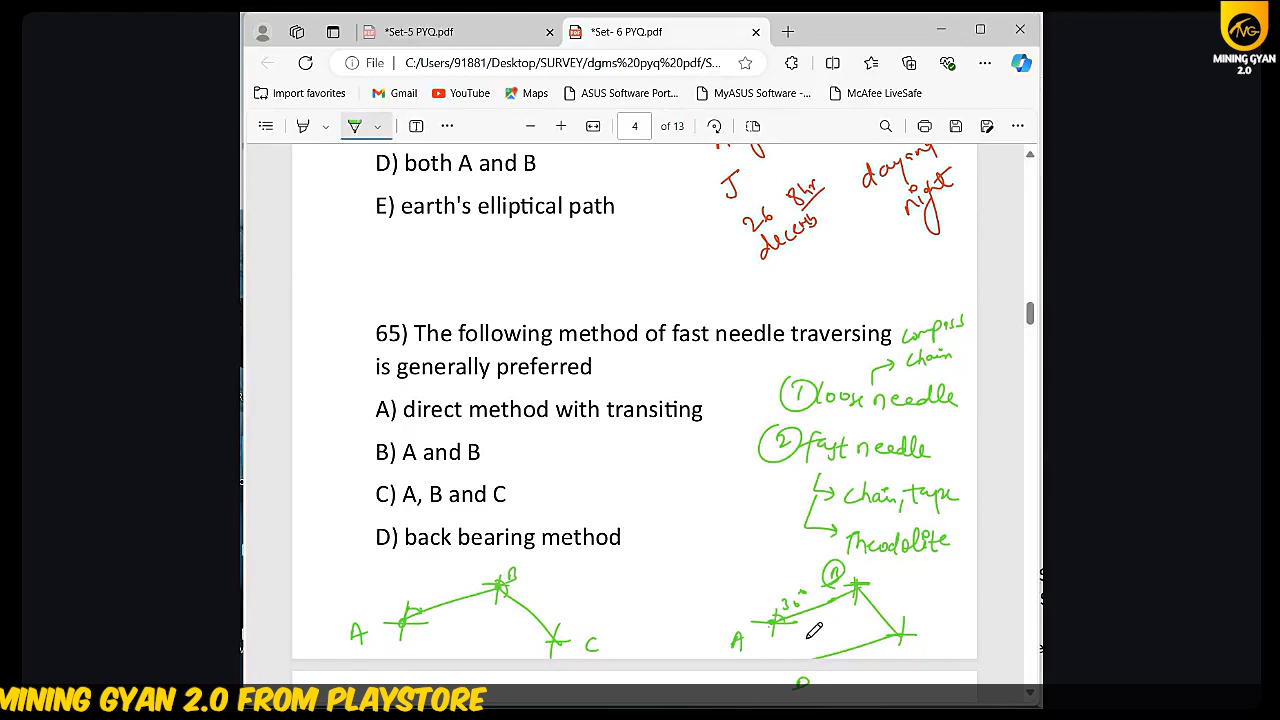 *Set-5 PYQ.pdf
*Set- 6 PYQ.pdf
File
C:/Users/91881/Desktop/SURVEY/dgms%20pyq%20pdf/S...
Import favorites
Gmail
YouTube
Maps
ASUS Software Port...
MyASUS Software -...
McAfee LiveSafe
4 of 13
D) both A and B
E) earth's elliptical path
J
26 8hr
day and
night
65) The following method of fast needle traversing
is generally preferred
A) direct method with transiting
B) A and B
C) A, B and C
D) back bearing method
compass
chain
1 loose needle
2 fast needle
chain, tape
Theodolite
A
B
C
A
B
30°
D
TMG
MINING GYAN
2.0
MINING GYAN 2.0 FROM PLAYSTORE